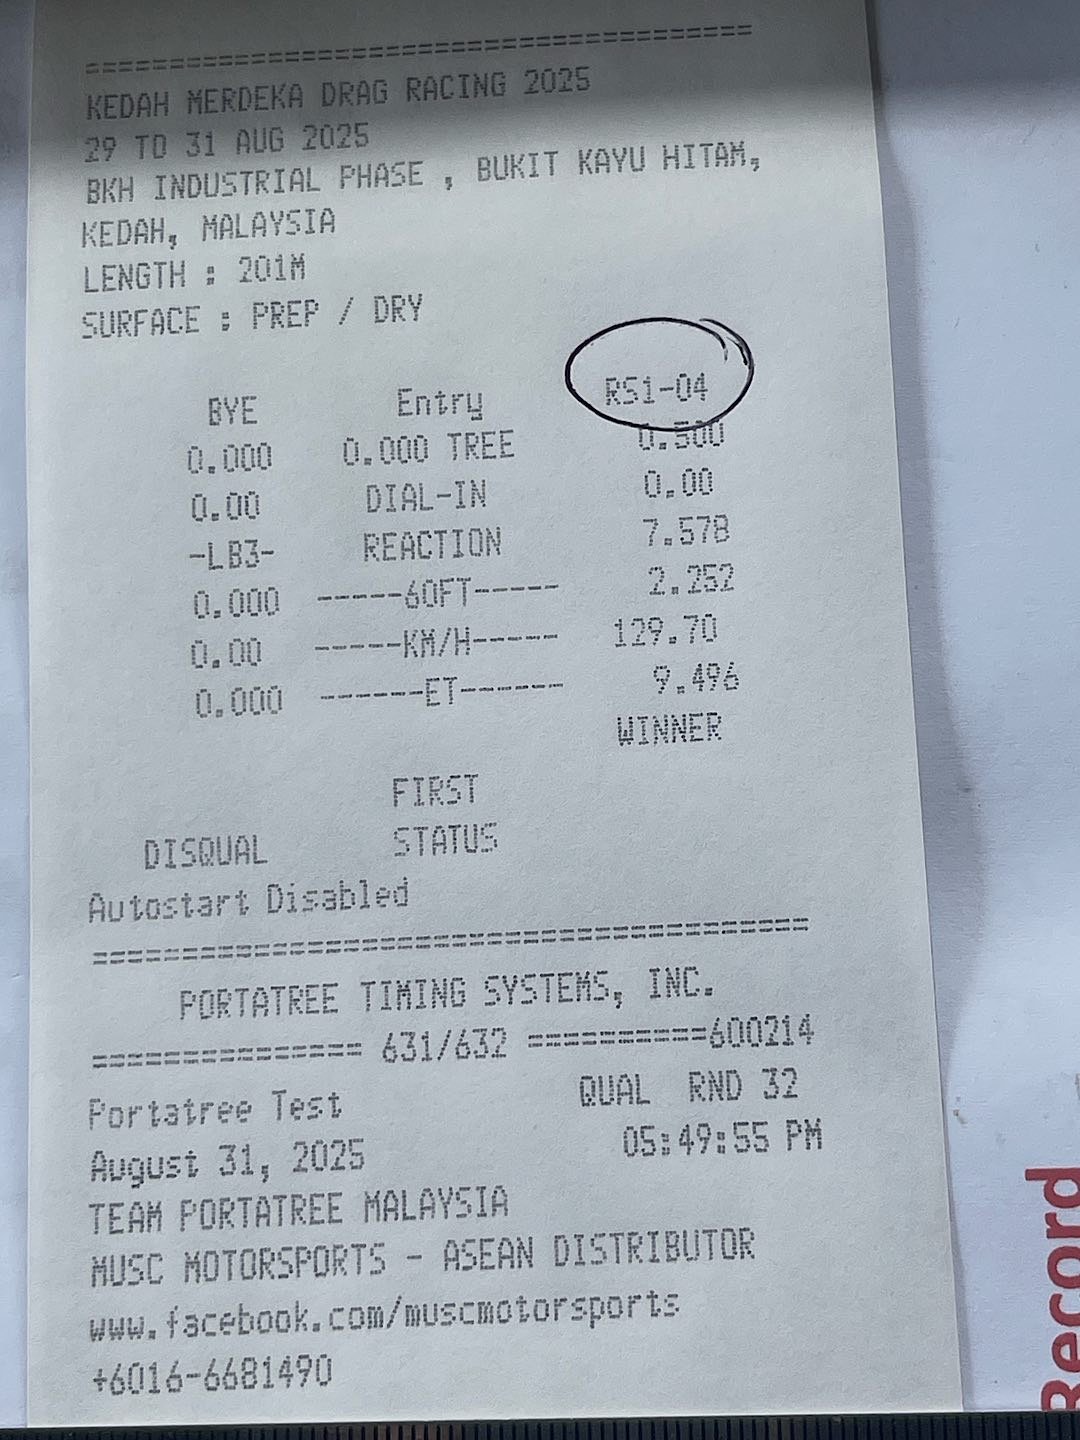 ====================================
KEDAH MERDEKA DRAG RACING 2025
29 TO 31 AUG 2025
BKH INDUSTRIAL PHASE , BUKIT KAYU HITAM,
KEDAH, MALAYSIA
LENGTH : 201M
SURFACE : PREP / DRY
BYE Entry RS1-04
0.000 0.000 TREE 0.500
0.00 DIAL-IN 0.00
-LB3- REACTION 7.578
0.000 -----60FT----- 2.252
0.00 -----KM/H----- 129.70
0.000 ------ET------ 9.496
WINNER
FIRST
DISQUAL STATUS
Autostart Disabled
========================================
PORTATREE TIMING SYSTEMS, INC.
=============== 631/632 ==========600214
Portatree Test QUAL RND 32
August 31, 2025 05:49:55 PM
TEAM PORTATREE MALAYSIA
MUSC MOTORSPORTS - ASEAN DISTRIBUTOR
www.facebook.com/muscmotorsports
+6016-6681490
Record